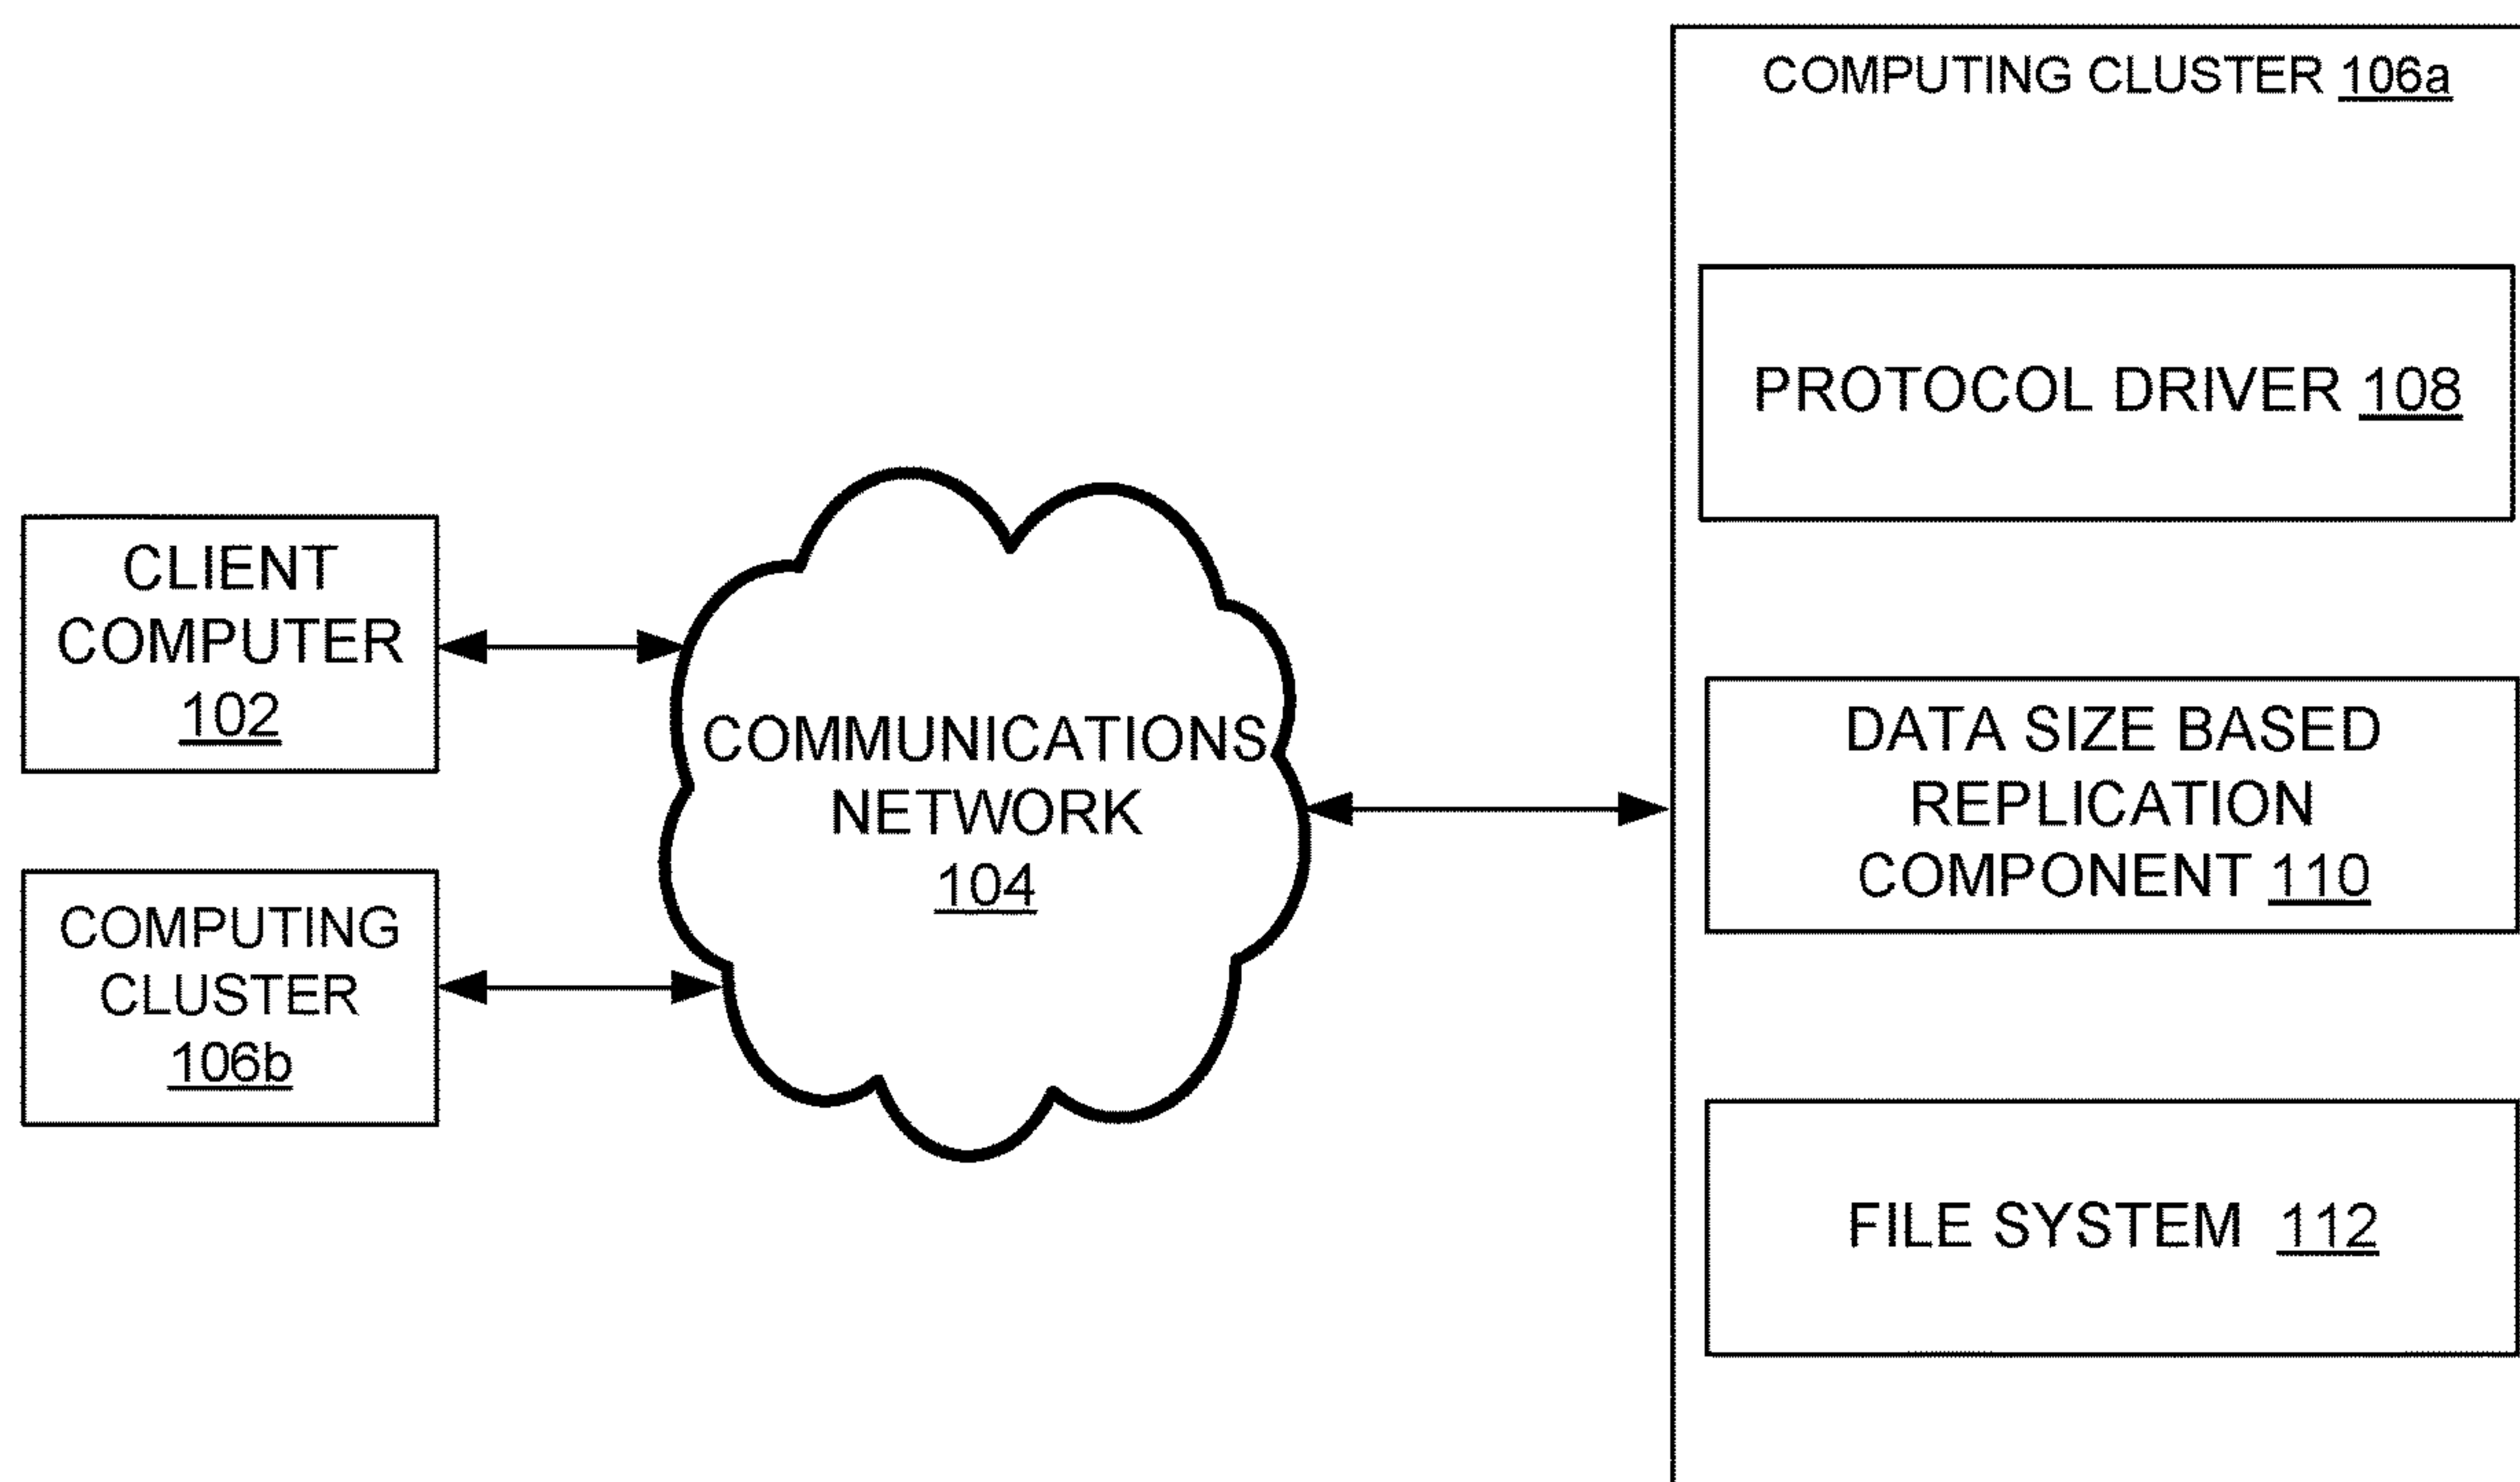 COMPUTING CLUSTER 106a
PROTOCOL DRIVER 108
CLIENT
COMPUTER
102
COMMUNICATIONS
NETWORK
104
DATA SIZE BASED
REPLICATION
COMPONENT 110
COMPUTING
CLUSTER
106b
FILE SYSTEM 112